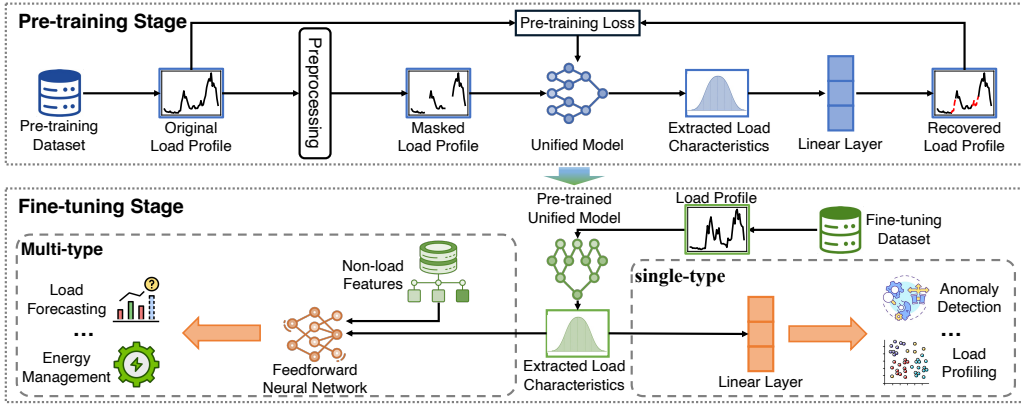 Pre-training Stage
Pre-training Loss
Preprocessing
Pre-training
Dataset
Original
Load Profile
Masked
Load Profile
Unified Model
Extracted Load
Characteristics
Linear Layer
Recovered
Load Profile
Fine-tuning Stage
Pre-trained
Unified Model
Load Profile
Fine-tuning
Dataset
Multi-type
Non-load
Features
Load
Forecasting
...
Energy
Management
Feedforward
Neural Network
Extracted Load
Characteristics
single-type
Linear Layer
Anomaly
Detection
...
Load
Profiling
?